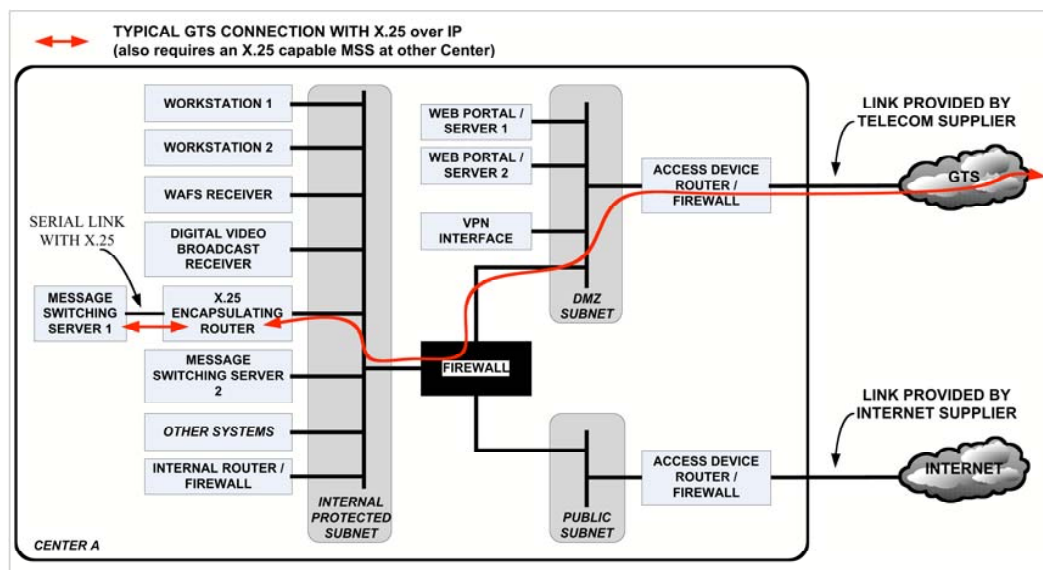 TYPICAL GTS CONNECTION WITH X.25 over IP
(also requires an X.25 capable MSS at other Center)
WORKSTATION 1
WORKSTATION 2
WAFS RECEIVER
DIGITAL VIDEO
BROADCAST
RECEIVER
SERIAL LINK
WITH X.25
MESSAGE
SWITCHING
SERVER 1
X.25
ENCAPSULATING
ROUTER
MESSAGE
SWITCHING SERVER
2
OTHER SYSTEMS
INTERNAL ROUTER /
FIREWALL
INTERNAL
PROTECTED
SUBNET
CENTER A
WEB PORTAL /
SERVER 1
WEB PORTAL /
SERVER 2
VPN
INTERFACE
DMZ
SUBNET
FIREWALL
PUBLIC
SUBNET
ACCESS DEVICE
ROUTER /
FIREWALL
LINK PROVIDED BY
TELECOM SUPPLIER
GTS
ACCESS DEVICE
ROUTER /
FIREWALL
LINK PROVIDED BY
INTERNET SUPPLIER
INTERNET